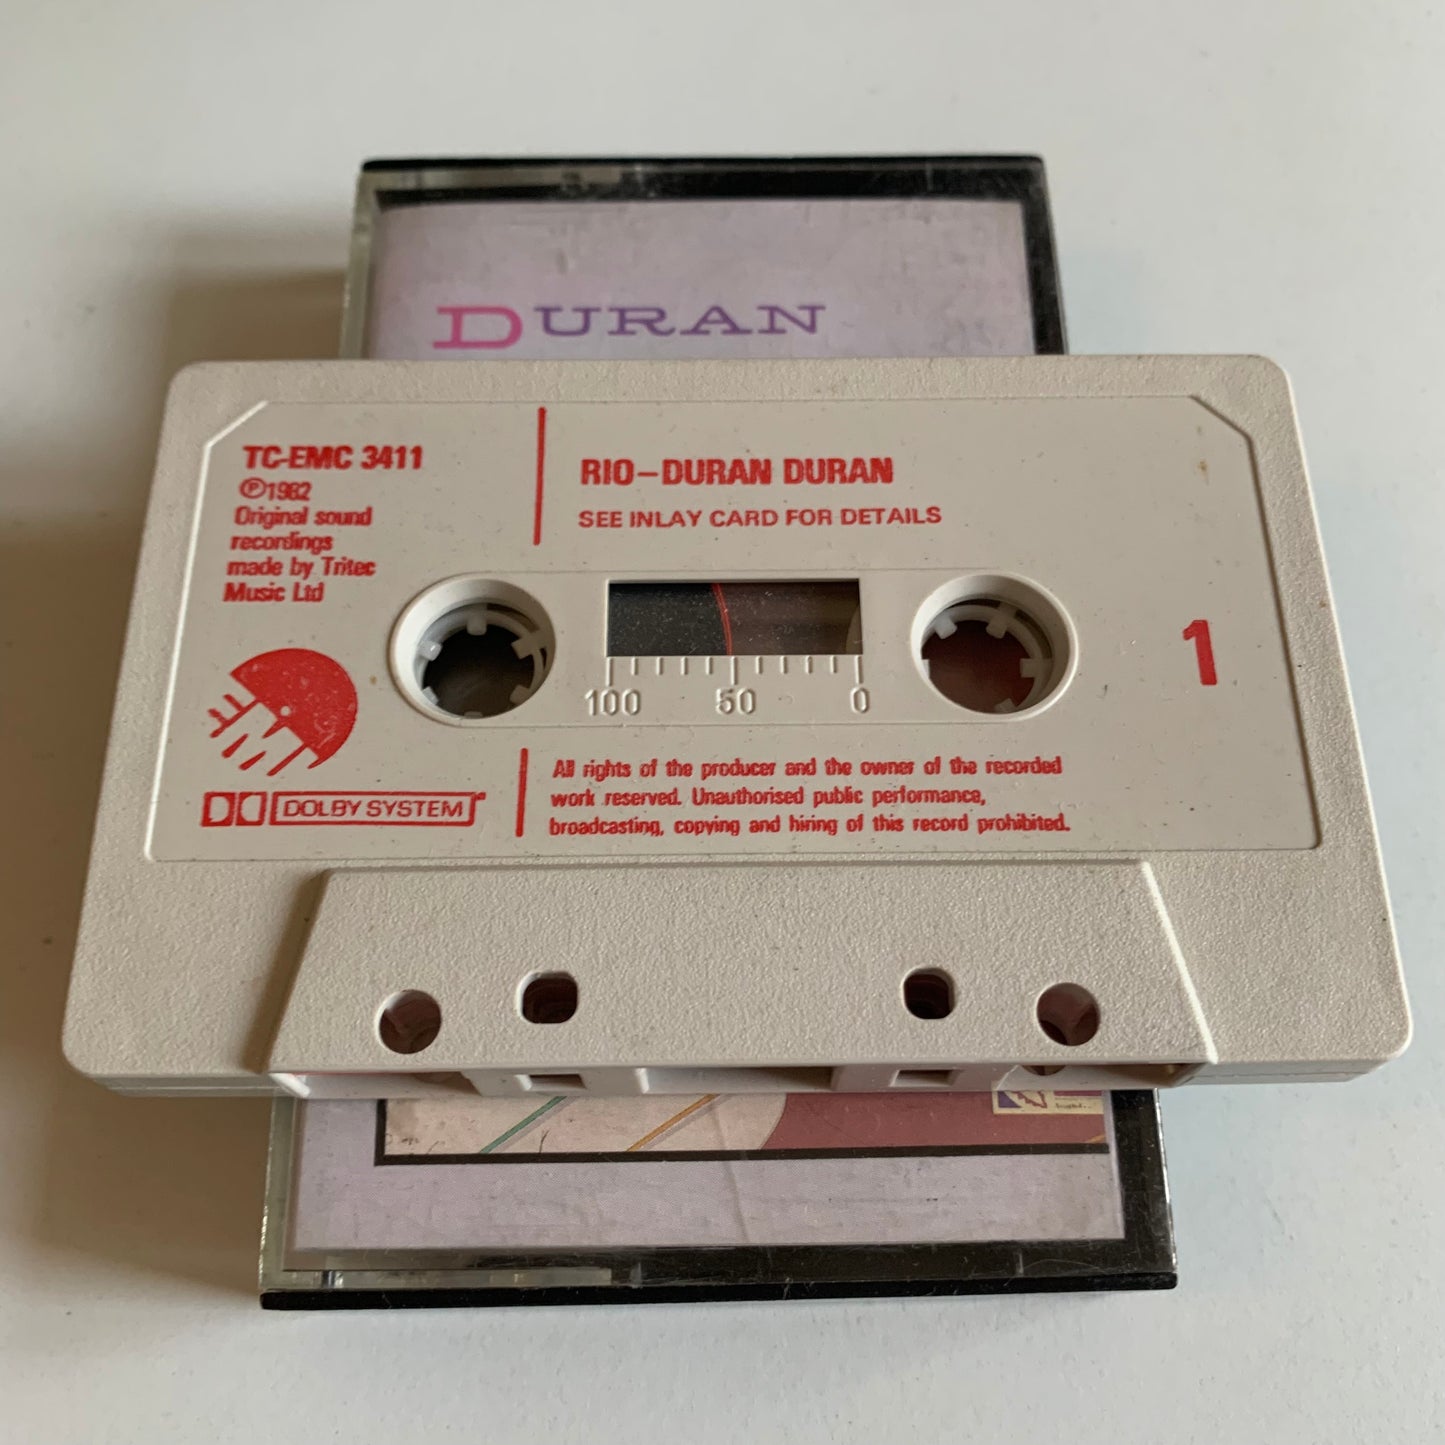 DURAN
TC-EMC 3411
Ⓟ1982
Original sound
recordings
made by Tritec
Music Ltd
RIO–DURAN DURAN
SEE INLAY CARD FOR DETAILS
100 50 0
1
EMI
DOLBY SYSTEM
All rights of the producer and the owner of the recorded
work reserved. Unauthorised public performance,
broadcasting, copying and hiring of this record prohibited.